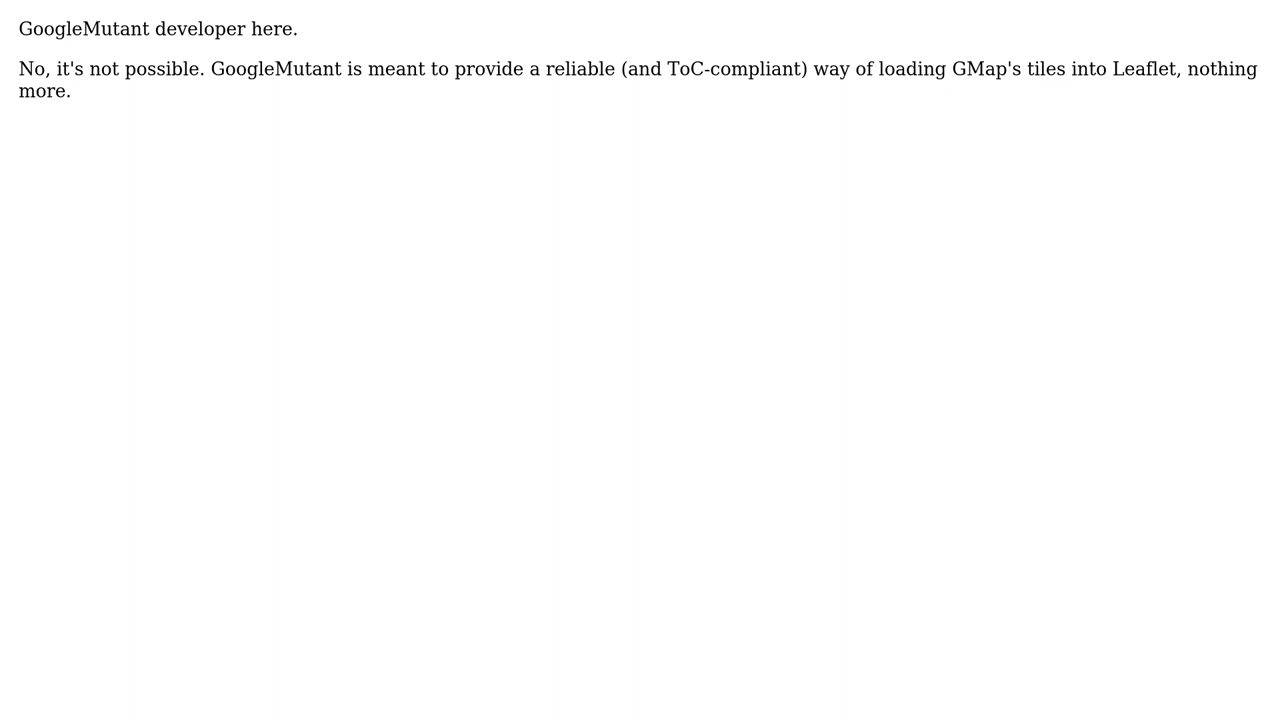 GoogleMutant developer here.
No, it's not possible. GoogleMutant is meant to provide a reliable (and ToC-compliant) way of loading GMap's tiles into Leaflet, nothing
more.